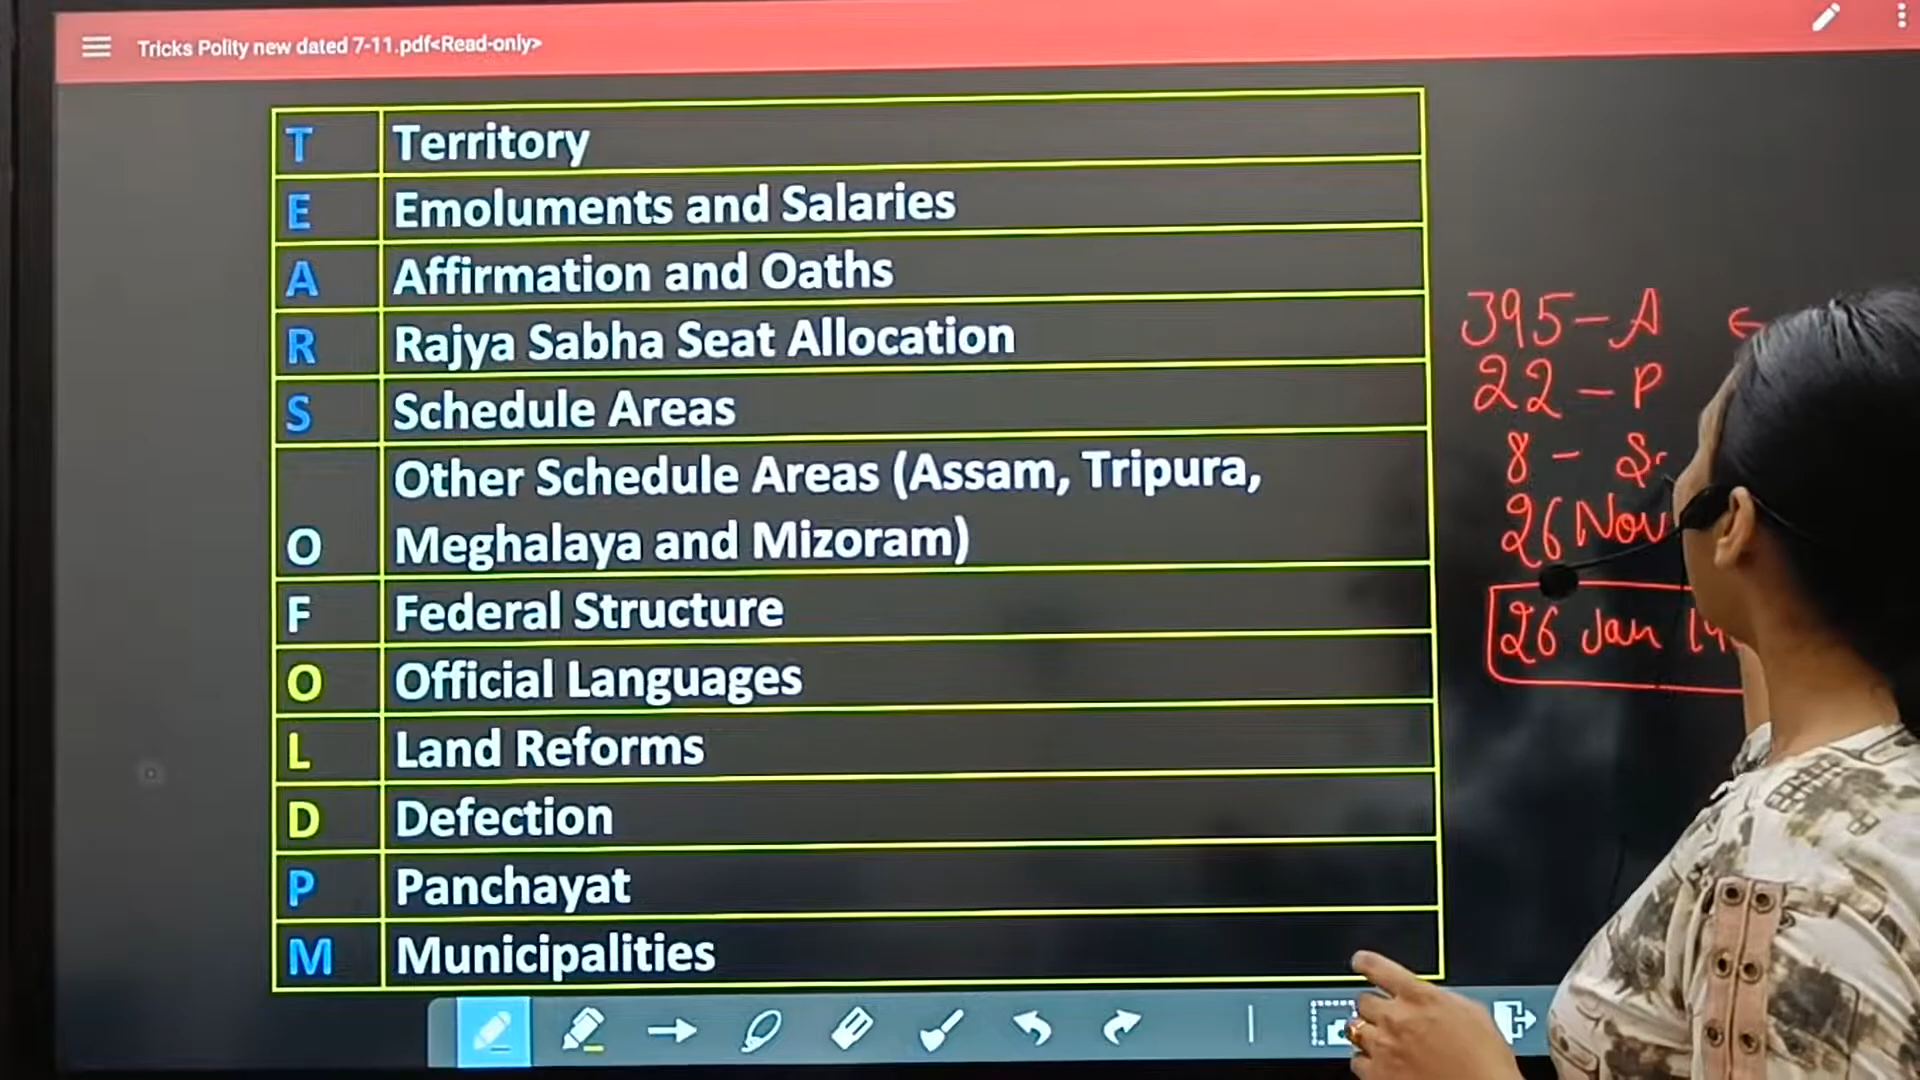 Tricks Polity new dated 7-11.pdf<Read-only>
T Territory
E Emoluments and Salaries
A Affirmation and Oaths
R Rajya Sabha Seat Allocation
S Schedule Areas
Other Schedule Areas (Assam, Tripura,
O Meghalaya and Mizoram)
F Federal Structure
O Official Languages
L Land Reforms
D Defection
P Panchayat
M Municipalities
395 - A
22 - P
8 -
26 Nov
26 Jan